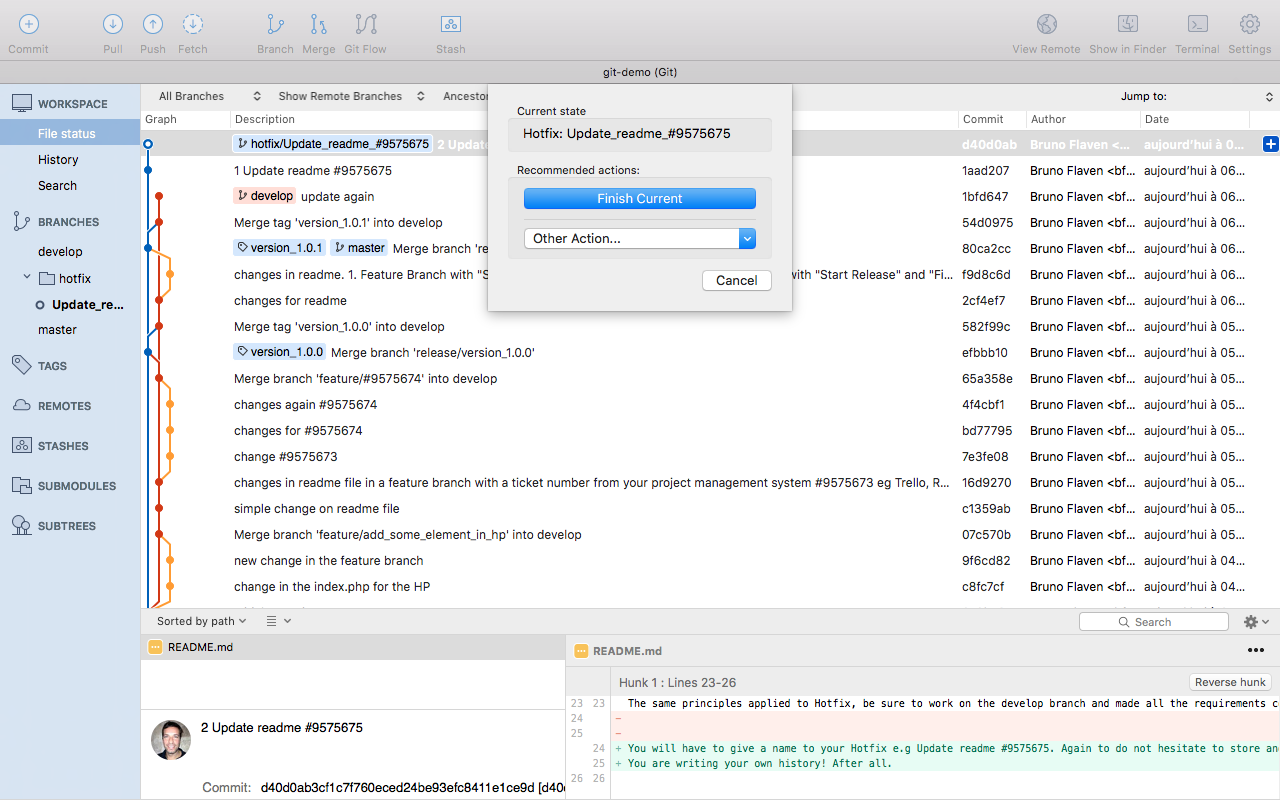 Commit Pull Push Fetch Branch Merge Git Flow Stash View Remote Show in Finder Terminal Settings
git-demo (Git)
WORKSPACE
File status
History
Search
BRANCHES
develop
hotfix
Update_re...
master
TAGS
REMOTES
STASHES
SUBMODULES
SUBTREES
All Branches Show Remote Branches Jump to:
Graph Description Commit Author Date
hotfix/Update_readme_#9575675 d40d0ab Bruno Flaven <... aujourd'hui à 0...
1 Update readme #9575675 1aad207 Bruno Flaven <bf... aujourd'hui à 06...
develop update again 1bfd647 Bruno Flaven <bf... aujourd'hui à 06...
Merge tag 'version_1.0.1' into develop 54d0975 Bruno Flaven <bf... aujourd'hui à 06...
version_1.0.1 master Merge branch 're 80ca2cc Bruno Flaven <bf... aujourd'hui à 06...
changes in readme. 1. Feature Branch with "S with "Start Release" and "Fi... f9d8c6d Bruno Flaven <bf... aujourd'hui à 06...
changes for readme 2cf4ef7 Bruno Flaven <bf... aujourd'hui à 06...
Merge tag 'version_1.0.0' into develop 582f99c Bruno Flaven <bf... aujourd'hui à 05...
version_1.0.0 Merge branch 'release/version_1.0.0' efbbb10 Bruno Flaven <bf... aujourd'hui à 05...
Merge branch 'feature/#9575674' into develop 65a358e Bruno Flaven <bf... aujourd'hui à 05...
changes again #9575674 4f4cbf1 Bruno Flaven <bf... aujourd'hui à 05...
changes for #9575674 bd77795 Bruno Flaven <bf... aujourd'hui à 05...
change #9575673 7e3fe08 Bruno Flaven <bf... aujourd'hui à 05...
changes in readme file in a feature branch with a ticket number from your project management system #9575673 eg Trello, R... 16d9270 Bruno Flaven <bf... aujourd'hui à 05...
simple change on readme file c1359ab Bruno Flaven <bf... aujourd'hui à 05...
Merge branch 'feature/add_some_element_in_hp' into develop 07c570b Bruno Flaven <bf... aujourd'hui à 05...
new change in the feature branch 9f6cd82 Bruno Flaven <bf... aujourd'hui à 04...
change in the index.php for the HP c8fc7cf Bruno Flaven <bf... aujourd'hui à 04...
Current state
Hotfix: Update_readme_#9575675
Recommended actions:
Finish Current
Other Action...
Cancel
Sorted by path Search
README.md
2 Update readme #9575675
Commit: d40d0ab3cf1c7f760eced24be93efc8411e1ce9d [d40
README.md
Hunk 1 : Lines 23-26 Reverse hunk
23 23 The same principles applied to Hotfix, be sure to work on the develop branch and made all the requirements c
24 -
25 -
24 + You will have to give a name to your Hotfix e.g Update readme #9575675. Again to do not hesitate to store an
25 + You are writing your own history! After all.
26 26